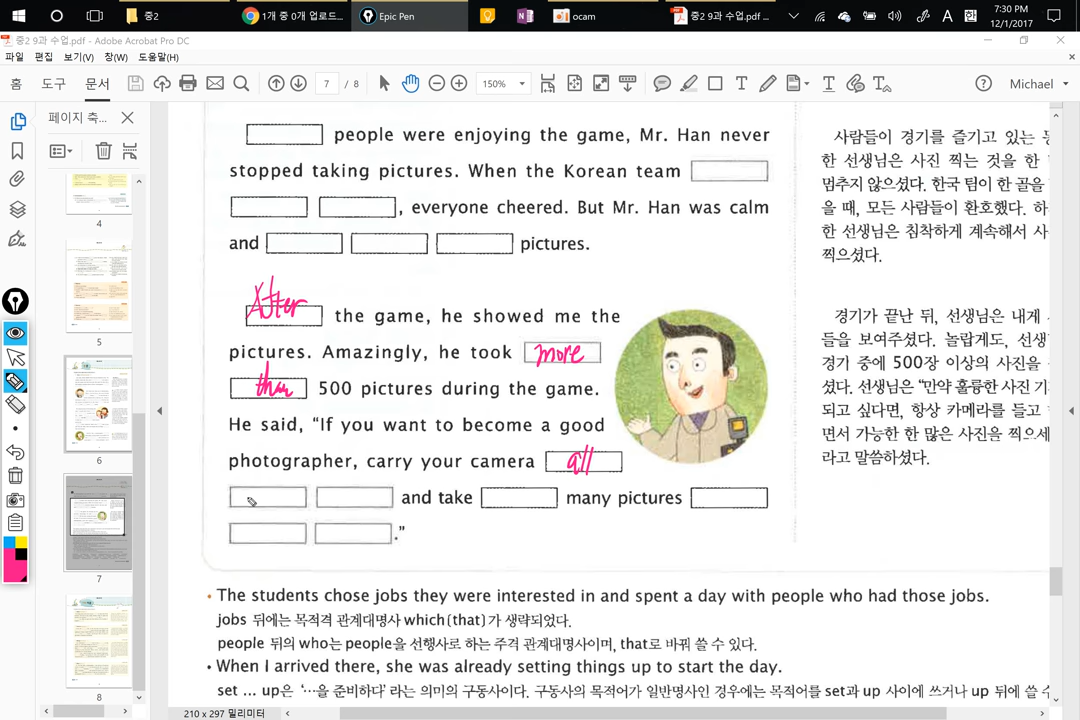 중2
1개 중 0개 업로드...
Epic Pen
ocam
중2 9과 수업.pdf ...
A
한
7:30 PM
12/1/2017
중2 9과 수업.pdf - Adobe Acrobat Pro DC
파일 편집 보기(V) 창(W) 도움말(H)
홈 도구 문서
7 / 8
150%
Michael
페이지 축...
4
5
6
7
8
people were enjoying the game, Mr. Han never
stopped taking pictures. When the Korean team
, everyone cheered. But Mr. Han was calm
and pictures.
After the game, he showed me the
pictures. Amazingly, he took more
than 500 pictures during the game.
He said, “If you want to become a good
photographer, carry your camera all
and take many pictures
.”
사람들이 경기를 즐기고 있는
한 선생님은 사진 찍는 것을 한
멈추지 않으셨다. 한국 팀이 한 골을
을 때, 모든 사람들이 환호했다. 하
한 선생님은 침착하게 계속해서 사
찍으셨다.
경기가 끝난 뒤, 선생님은 내게
들을 보여주셨다. 놀랍게도, 선생
경기 중에 500장 이상의 사진을
셨다. 선생님은 “만약 훌륭한 사진 기
되고 싶다면, 항상 카메라를 들고
면서 가능한 한 많은 사진을 찍으세
라고 말씀하셨다.
• The students chose jobs they were interested in and spent a day with people who had those jobs.
jobs 뒤에는 목적격 관계대명사 which(that)가 생략되었다.
people 뒤의 who는 people을 선행사로 하는 주격 관계대명사이며, that로 바꿔 쓸 수 있다.
• When I arrived there, she was already setting things up to start the day.
set ... up은 ‘…을 준비하다’ 라는 의미의 구동사이다. 구동사의 목적어가 일반명사인 경우에는 목적어를 set과 up 사이에 쓰거나 up 뒤에 쓸 수
210 x 297 밀리미터